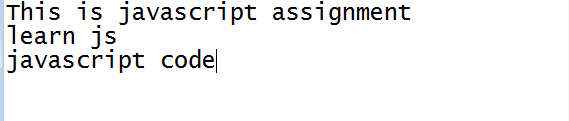 This is javascript assignment
learn js
javascript code